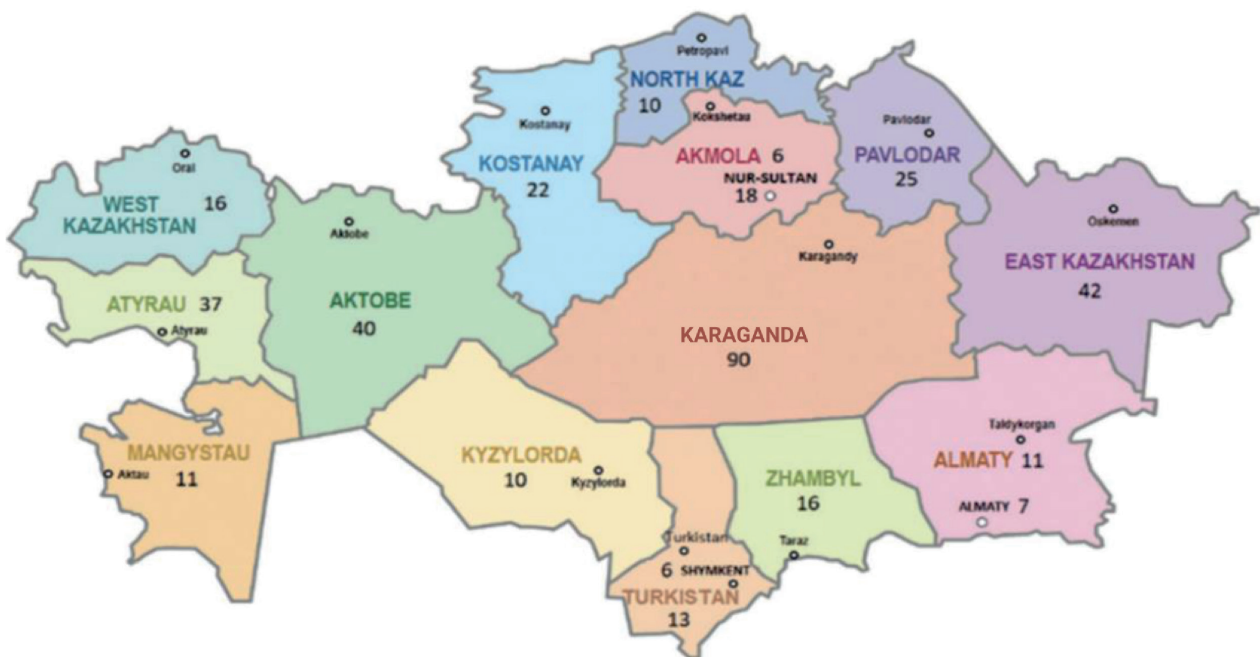 Petropavl
NORTH KAZ
10
Kokshetau
Kostanay
KOSTANAY
22
AKMOLA 6
NUR-SULTAN
18
Pavlodar
PAVLODAR
25
Oral
WEST 16
KAZAKHSTAN
Aktobe
AKTOBE
40
Karagandy
KARAGANDA
90
Oskemen
EAST KAZAKHSTAN
42
ATYRAU 37
Atyrau
MANGYSTAU
Aktau
11
KYZYLORDA
10
Kyzylorda
ZHAMBYL
16
Taraz
Taldykorgan
ALMATY 11
ALMATY 7
Turkistan
6 SHYMKENT
TURKISTAN
13